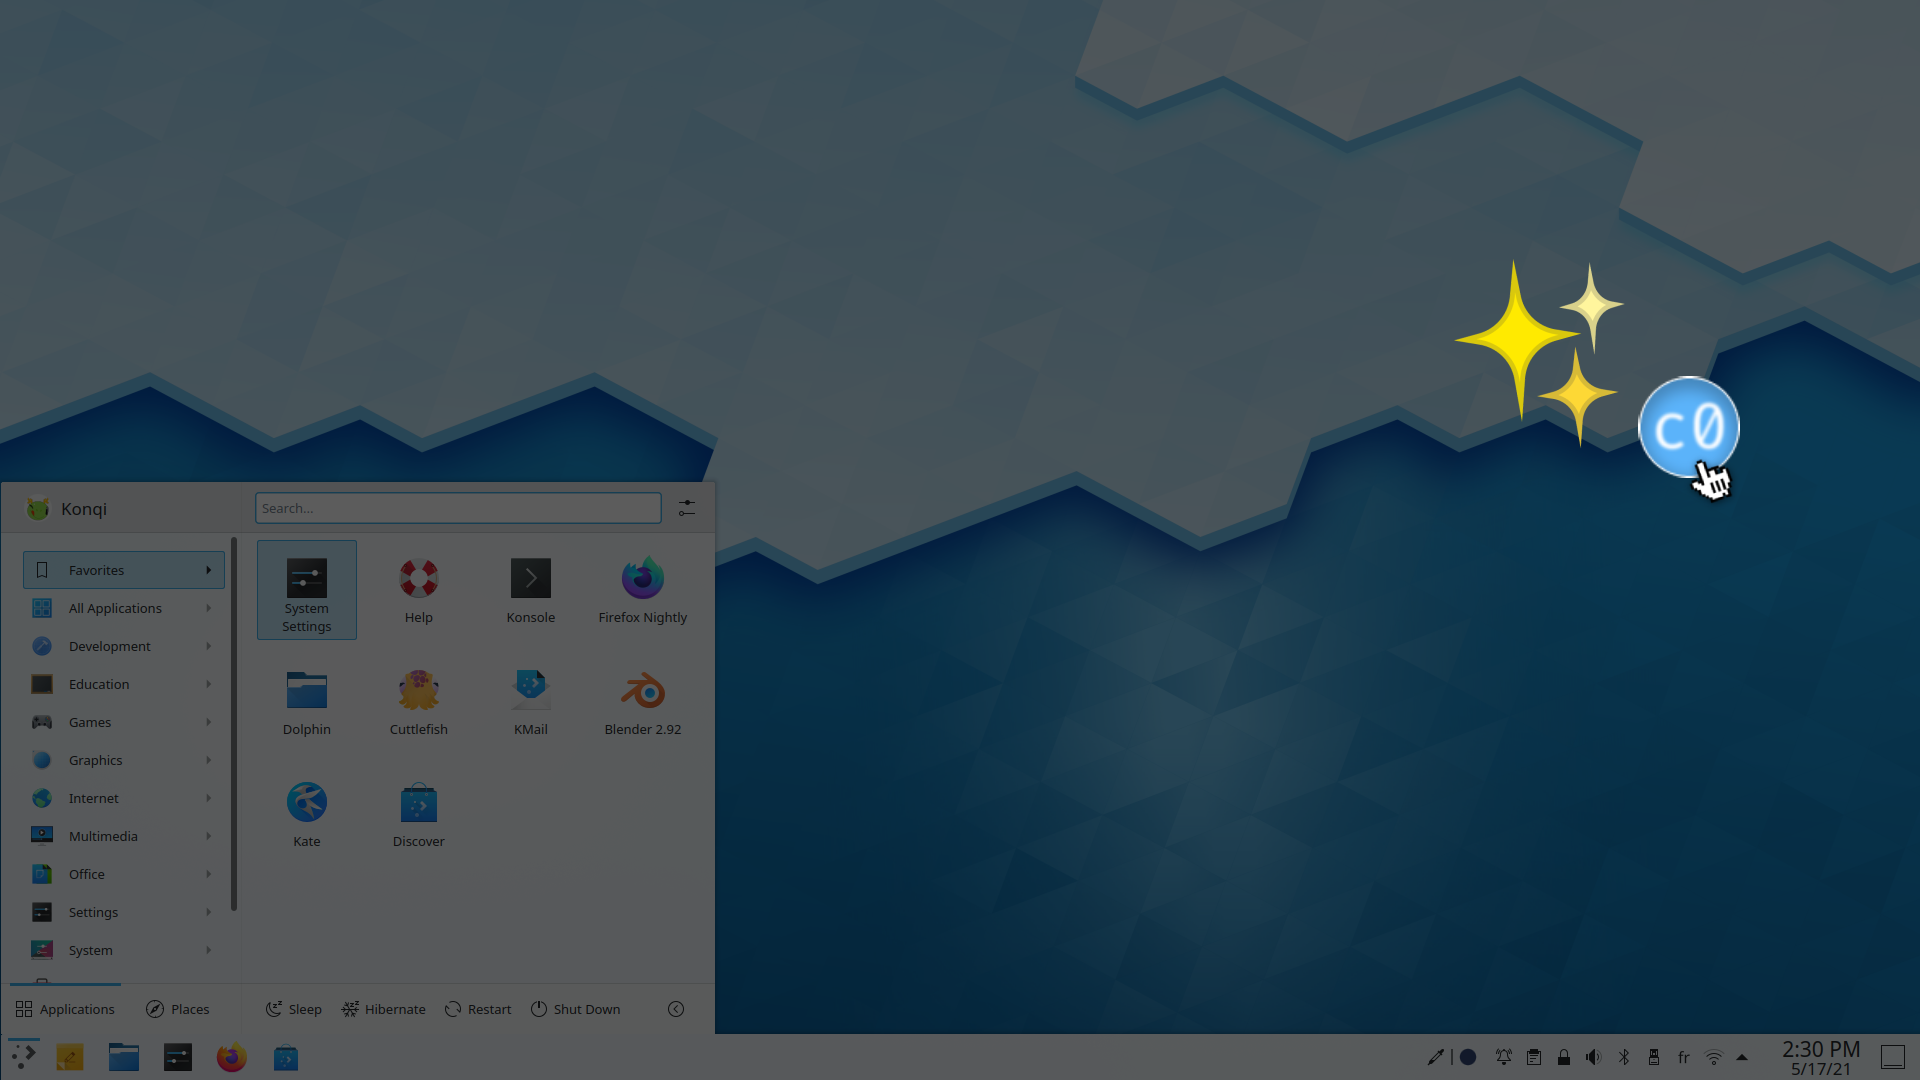 c0
Konqi
Search...
Favorites
All Applications
Development
Education
Games
Graphics
Internet
Multimedia
Office
Settings
System
System
Settings
Help
Konsole
Firefox Nightly
Dolphin
Cuttlefish
KMail
Blender 2.92
Kate
Discover
Applications
Places
Sleep
Hibernate
Restart
Shut Down
fr
2:30 PM
5/17/21